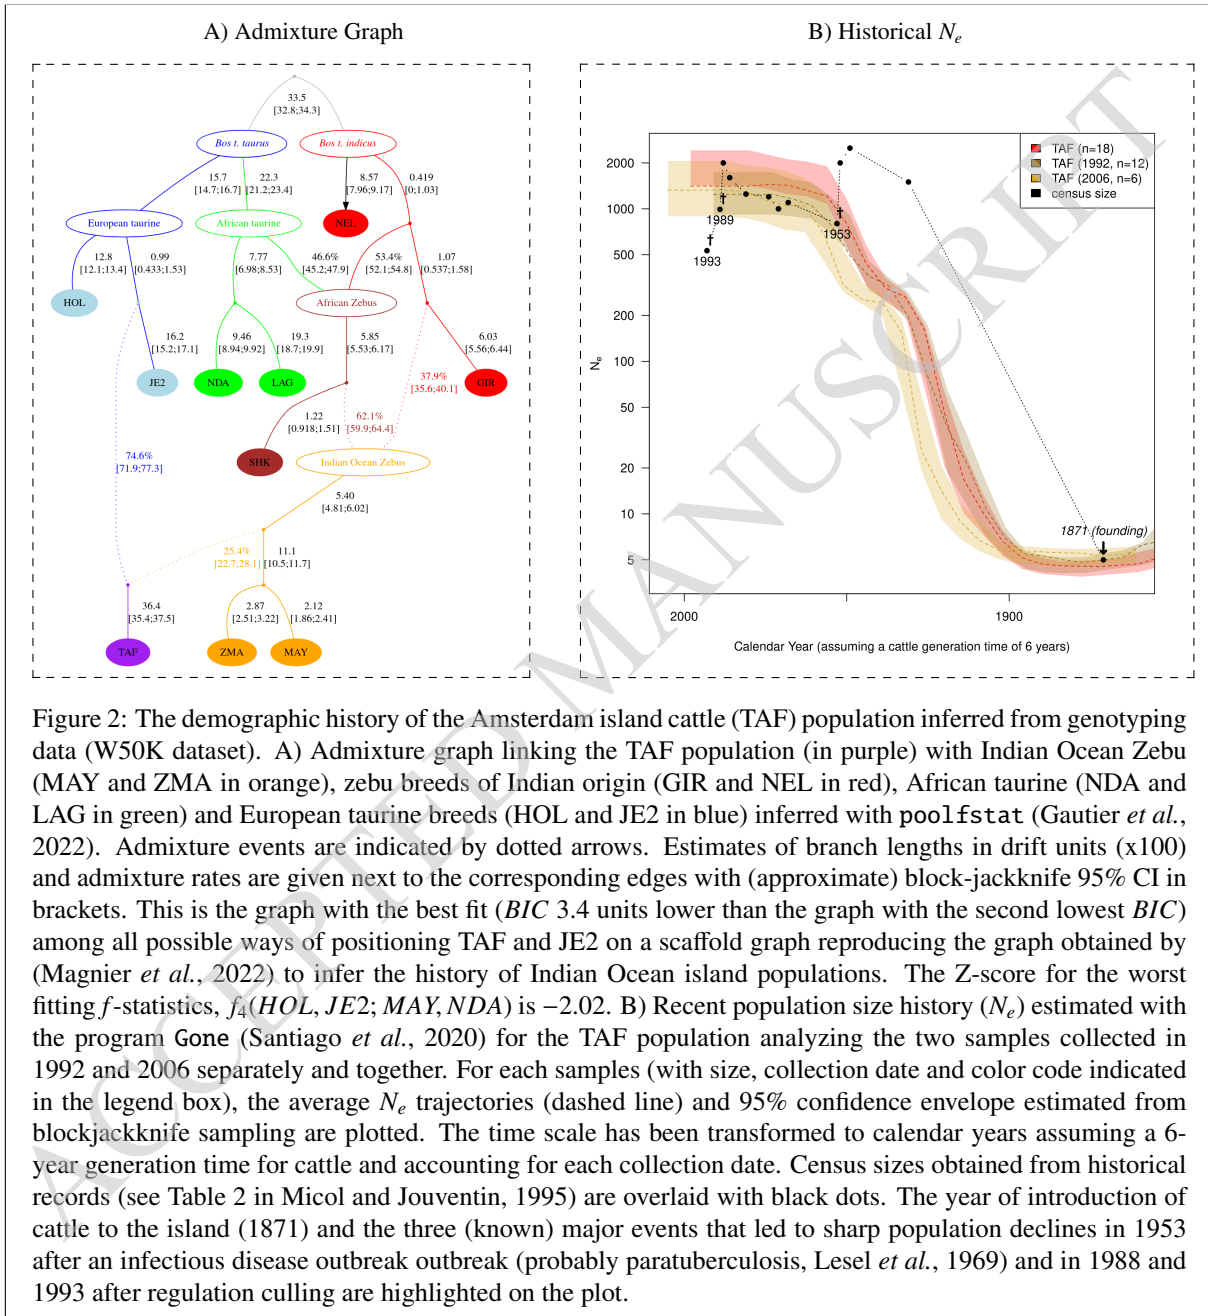 A) Admixture Graph
33.5
[32.8;34.3]
Bos t. taurus
Bos t. indicus
15.7
[14.7;16.7]
22.3
[21.2;23.4]
8.57
[7.96;9.17]
0.419
[0;1.03]
European taurine
African taurine
NEL
12.8
[12.1;13.4]
0.99
[0.433;1.53]
7.77
[6.98;8.53]
46.6%
[45.2;47.9]
53.4%
[52.1;54.8]
1.07
[0.537;1.58]
HOL
African Zebus
16.2
[15.2;17.1]
9.46
[8.94;9.92]
19.3
[18.7;19.9]
5.85
[5.53;6.17]
6.03
[5.56;6.44]
JE2
NDA
LAG
37.9%
[35.6;40.1]
GIR
1.22
[0.918;1.51]
62.1%
[59.9;64.4]
74.6%
[71.9;77.3]
SHK
Indian Ocean Zebus
5.40
[4.81;6.02]
25.4%
[22.7;28.1]
11.1
[10.5;11.7]
36.4
[35.4;37.5]
2.87
[2.51;3.22]
2.12
[1.86;2.41]
TAF
ZMA
MAY
B) Historical Ne
TAF (n=18)
TAF (1992, n=12)
TAF (2006, n=6)
census size
2000
1000
500
200
100
50
20
10
5
Ne
†
1989
†
1993
†
1953
1871 (founding)
2000
1900
Calendar Year (assuming a cattle generation time of 6 years)
Figure 2: The demographic history of the Amsterdam island cattle (TAF) population inferred from genotyping
data (W50K dataset). A) Admixture graph linking the TAF population (in purple) with Indian Ocean Zebu
(MAY and ZMA in orange), zebu breeds of Indian origin (GIR and NEL in red), African taurine (NDA and
LAG in green) and European taurine breeds (HOL and JE2 in blue) inferred with poolfstat (Gautier et al.,
2022). Admixture events are indicated by dotted arrows. Estimates of branch lengths in drift units (x100)
and admixture rates are given next to the corresponding edges with (approximate) block-jackknife 95% CI in
brackets. This is the graph with the best fit (BIC 3.4 units lower than the graph with the second lowest BIC)
among all possible ways of positioning TAF and JE2 on a scaffold graph reproducing the graph obtained by
(Magnier et al., 2022) to infer the history of Indian Ocean island populations. The Z-score for the worst
fitting f-statistics, f4(HOL, JE2; MAY, NDA) is −2.02. B) Recent population size history (Ne) estimated with
the program Gone (Santiago et al., 2020) for the TAF population analyzing the two samples collected in
1992 and 2006 separately and together. For each samples (with size, collection date and color code indicated
in the legend box), the average Ne trajectories (dashed line) and 95% confidence envelope estimated from
blockjackknife sampling are plotted. The time scale has been transformed to calendar years assuming a 6-
year generation time for cattle and accounting for each collection date. Census sizes obtained from historical
records (see Table 2 in Micol and Jouventin, 1995) are overlaid with black dots. The year of introduction of
cattle to the island (1871) and the three (known) major events that led to sharp population declines in 1953
after an infectious disease outbreak outbreak (probably paratuberculosis, Lesel et al., 1969) and in 1988 and
1993 after regulation culling are highlighted on the plot.
ACCEPTED MANUSCRIPT